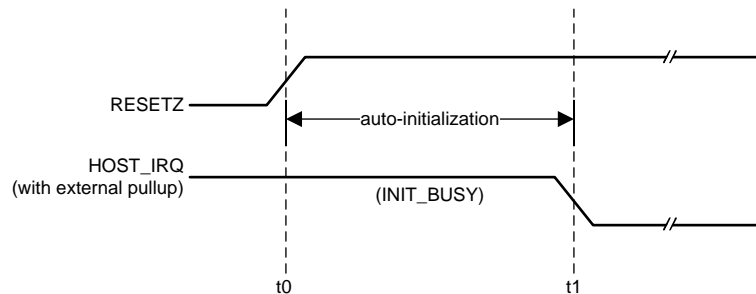 RESETZ
auto-initialization
HOST_IRQ
(with external pullup)
(INIT_BUSY)
t0
t1